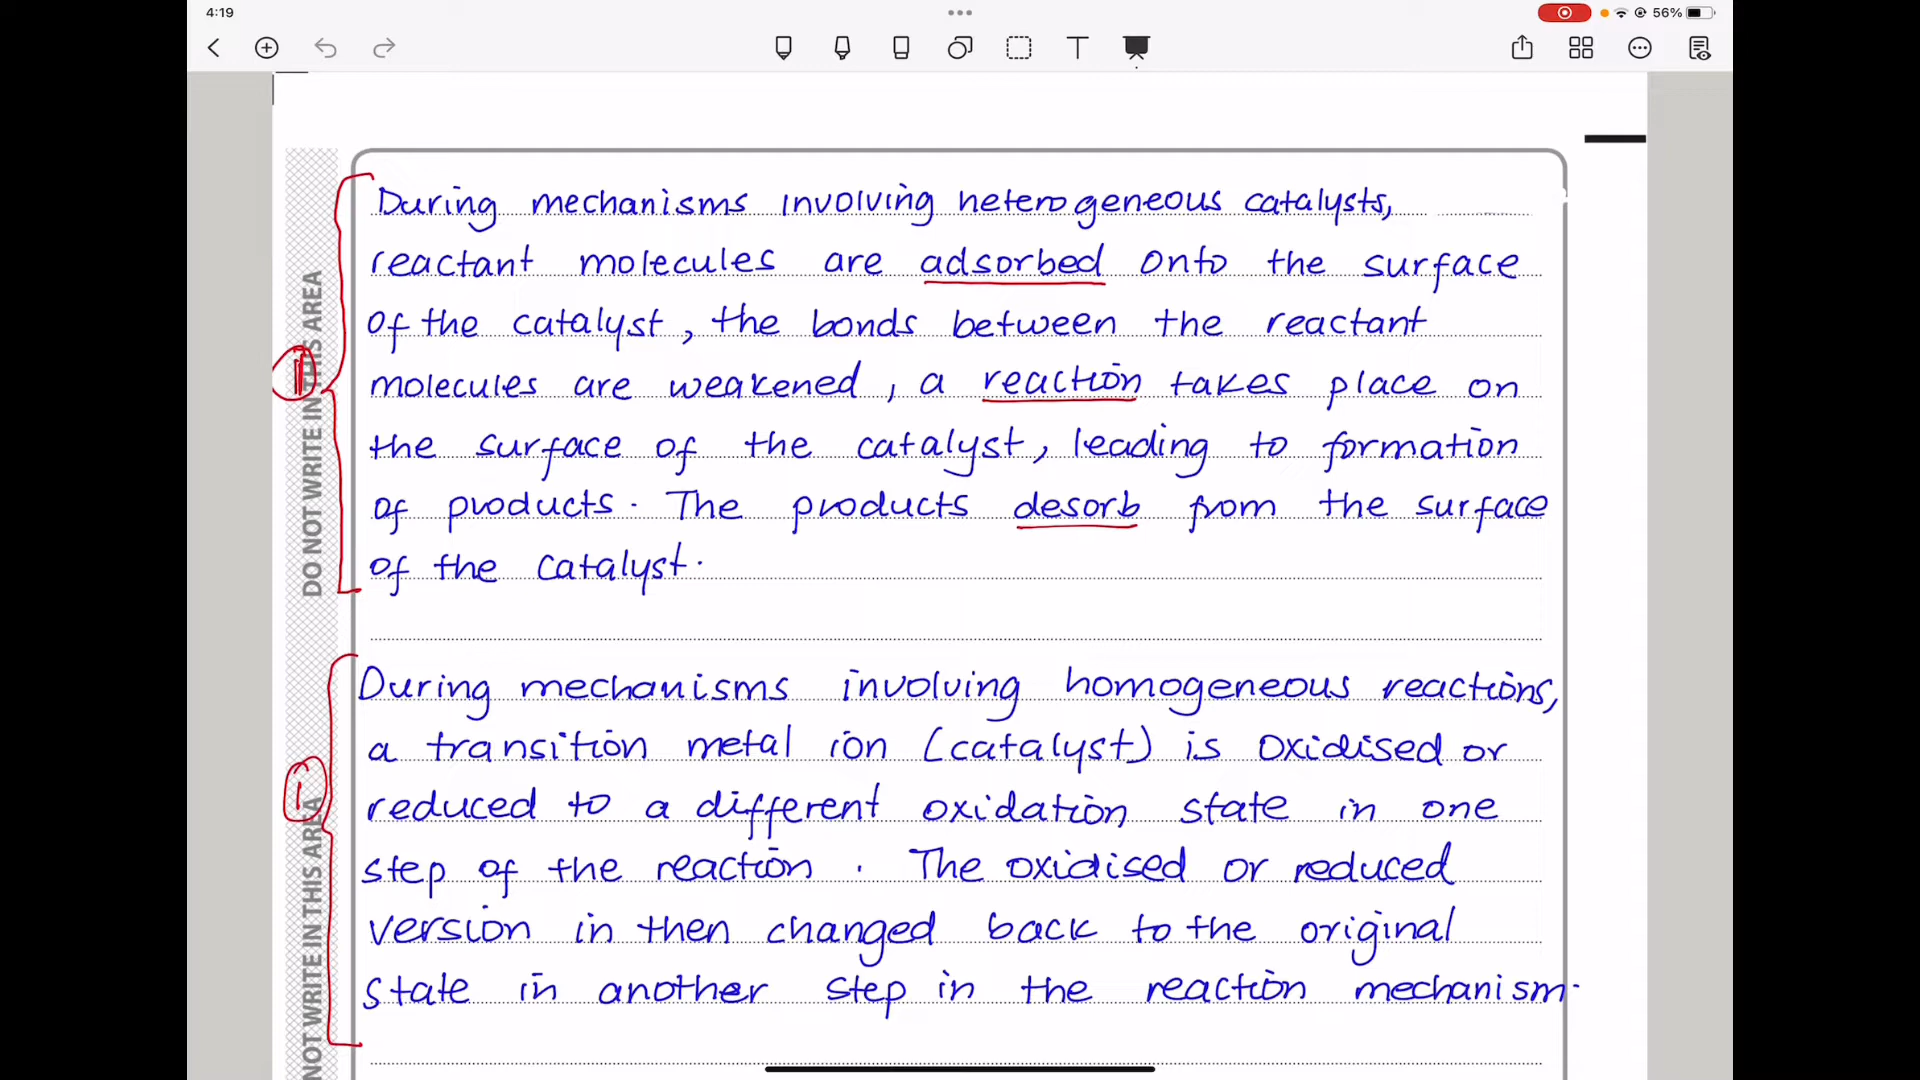 4:19
56%
During mechanisms involving heterogeneous catalysts,
reactant molecules are adsorbed onto the surface
of the catalyst, the bonds between the reactant
molecules are weakened, a reaction takes place on
the surface of the catalyst, leading to formation
of products. The products desorb from the surface
of the catalyst.
DO NOT WRITE IN THIS AREA
During mechanisms involving homogeneous reactions,
a transition metal ion (catalyst) is oxidised or
reduced to a different oxidation state in one
step of the reaction. The oxidised or reduced
version in then changed back to the original
state in another step in the reaction mechanism.
NOT WRITE IN THIS AREA